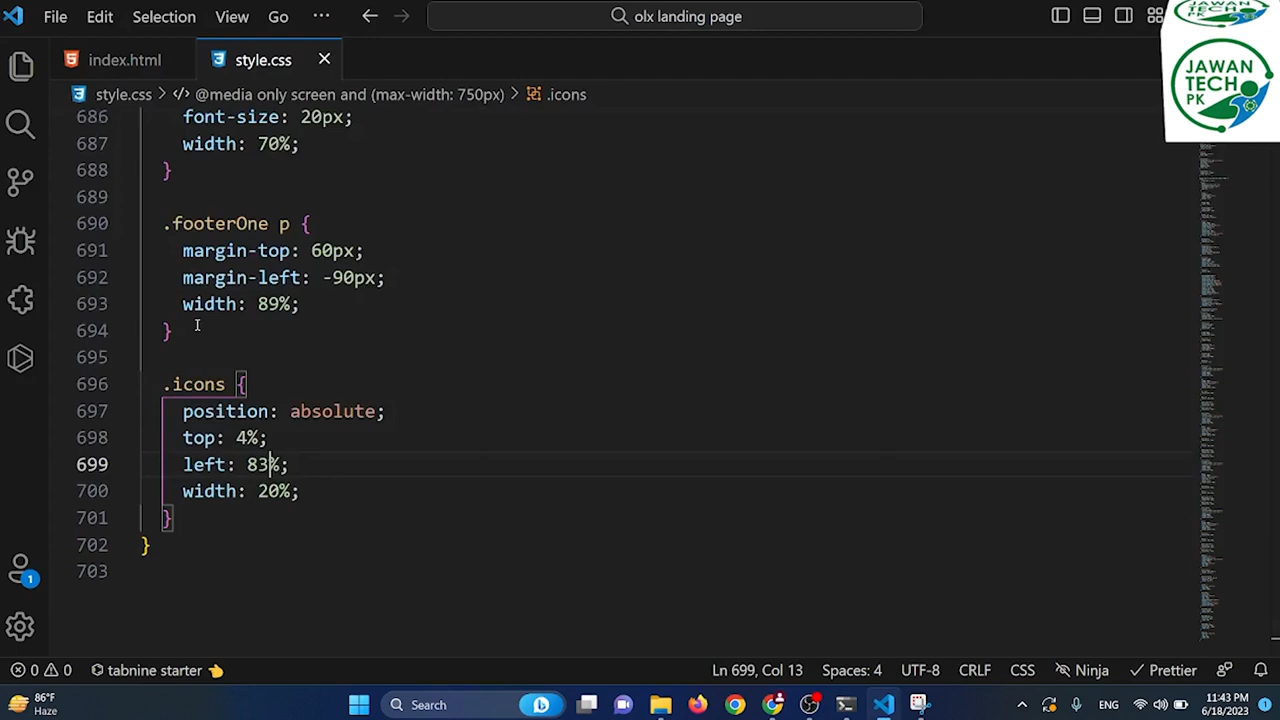 File Edit Selection View Go ··· ok landing page
index.html style.css
style.css > @media only screen and (max-width: 750px)
686 font-size: 20px;
687 width: 70%;
688 }
689
690 .footerOne p {
691 margin-top: 60px;
692 margin-left: -90px;
693 width: 89%;
694 }
695
696 .icons {
697 position: absolute;
698 top: 4%;
699 left: 83%;
700 width: 20%;
701 }
702 }
703
JAWAN
TECH
PK
1
0 0 tabnine starter Ln 699, Col 13 Spaces: 4 UTF-8 CRLF CSS Ninja Prettier
86°F
Haze
Search
ENG
11:43 PM
6/18/2023
1